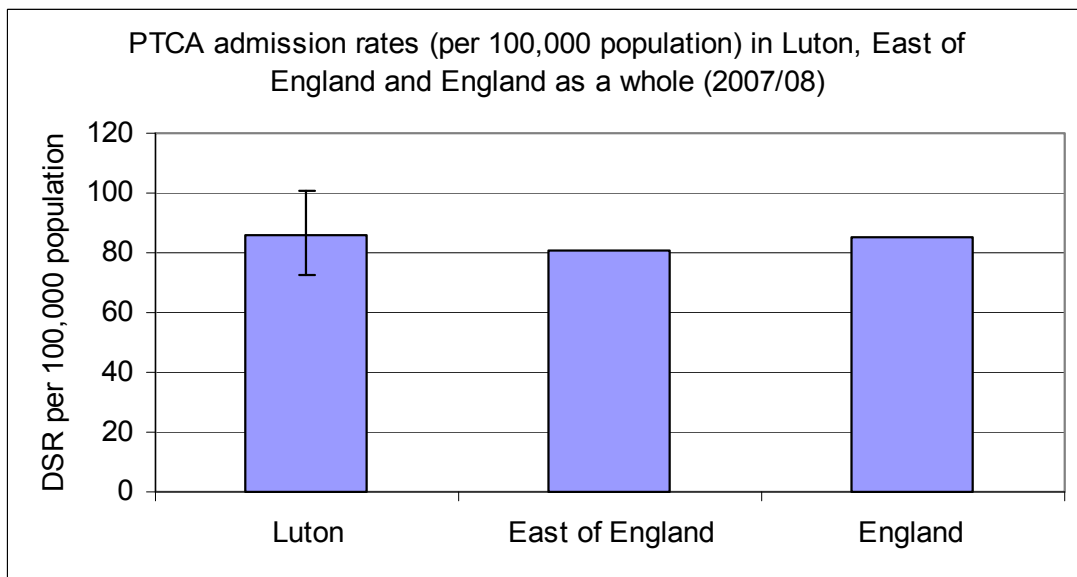 PTCA admission rates (per 100,000 population) in Luton, East of
England and England as a whole (2007/08)
DSR per 100,000 population
120
100
80
60
40
20
0
Luton
East of England
England